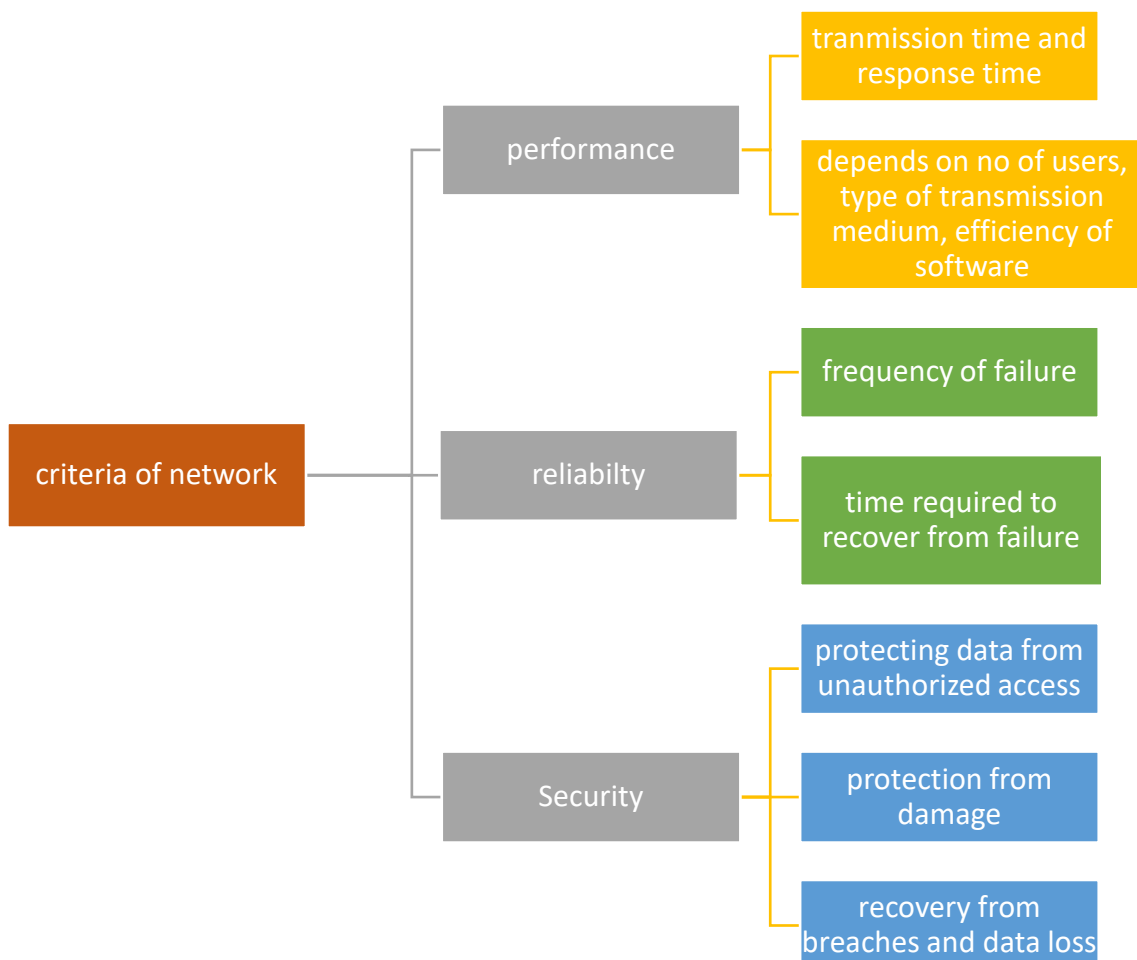 criteria of network
performance
tranmission time and
response time
depends on no of users,
type of transmission
medium, efficiency of
software
reliabilty
frequency of failure
time required to
recover from failure
Security
protecting data from
unauthorized access
protection from
damage
recovery from
breaches and data loss